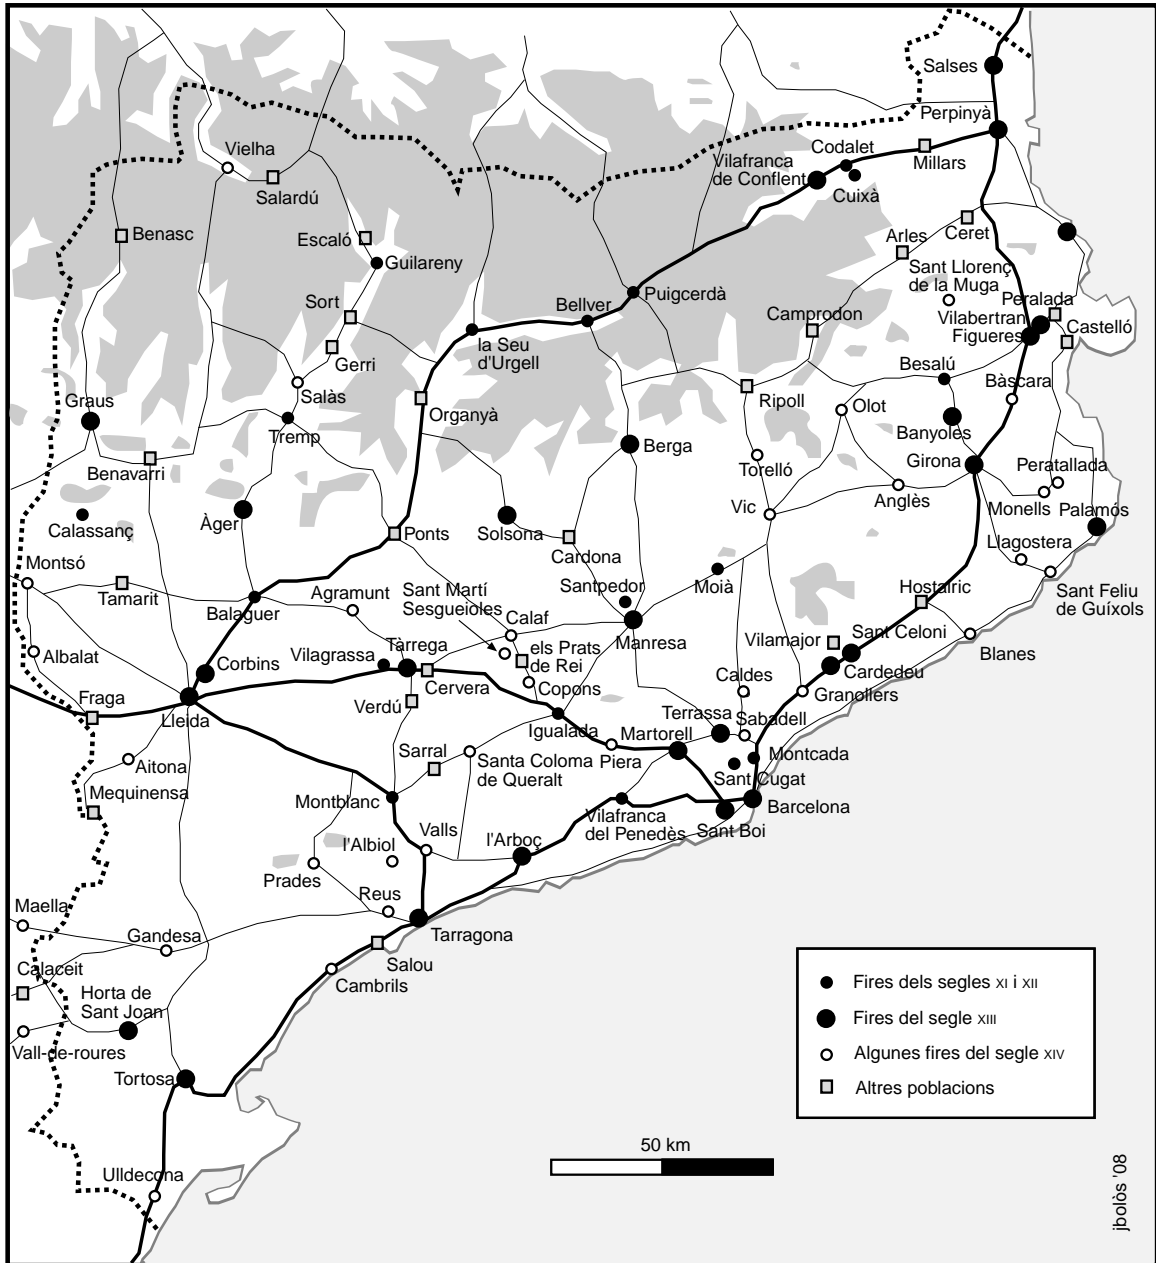 Salses
Perpinyà
Codalet
Vilafranca
de Conflent
Millars
Cuixà
Vielha
Salardú
Benasc
Escaló
Guilareny
Ceret
Arles
Sant Llorenç
de la Muga
Sort
Bellver
Puigcerdà
Camprodon
Peralada
Vilabertran
Figueres
Castelló
la Seu
d'Urgell
Gerri
Besalú
Bàscara
Salàs
Graus
Organyà
Ripoll
Olot
Banyoles
Tremp
Berga
Torelló
Girona
Peratallada
Benavarri
Anglès
Monells
Palamós
Calassanç
Àger
Solsona
Vic
Ponts
Cardona
Llagostera
Montsó
Tamarit
Balaguer
Agramunt
Sant Martí
Sesgueioles
Santpedor
Moià
Hostalric
Sant Feliu
de Guíxols
Calaf
Manresa
Vilamajor
Sant Celoni
Blanes
Albalat
Corbins
Vilagrassa
Tàrrega
els Prats
de Rei
Cardedeu
Caldes
Granollers
Fraga
Lleida
Cervera
Copons
Verdú
Igualada
Terrassa
Sabadell
Martorell
Piera
Montcada
Aitona
Sarral
Santa Coloma
de Queralt
Sant Cugat
Mequinensa
Montblanc
Barcelona
Vilafranca
del Penedès
Sant Boi
l'Albiol
Valls
l'Arboç
Prades
Reus
Maella
Gandesa
Tarragona
Salou
Calaceit
Cambrils
Horta de
Sant Joan
Vall-de-roures
Tortosa
Ulldecona
Fires dels segles XI i XII
Fires del segle XIII
Algunes fires del segle XIV
Altres poblacions
50 km
jbolòs '08